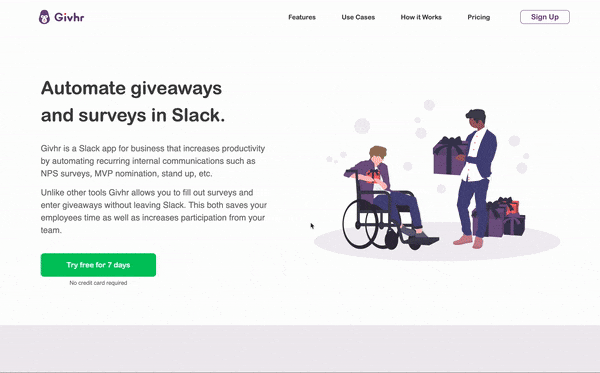 Givhr
Features
Use Cases
How it Works
Pricing
Sign Up
Automate giveaways
and surveys in Slack.
Givhr is a Slack app for business that increases productivity
by automating recurring internal communications such as
NPS surveys, MVP nomination, stand up, etc.
Unlike other tools Givhr allows you to fill out surveys and
enter giveaways without leaving Slack. This both saves your
employees time as well as increases participation from your
team.
Try free for 7 days
No credit card required